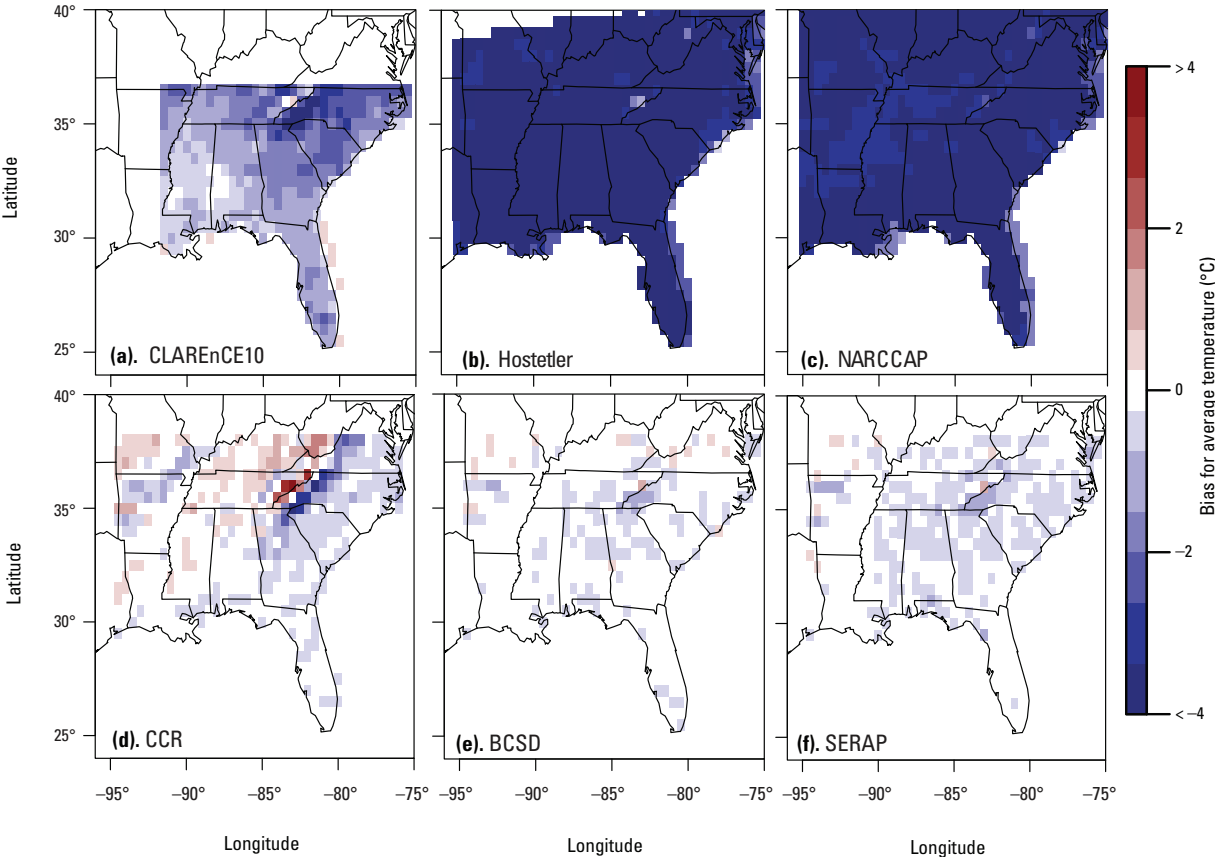 40°
35°
30°
25°
Latitude
(a). CLAREnCE10
(b). Hostetler
(c). NARCCAP
40°
35°
30°
25°
Latitude
(d). CCR
(e). BCSD
(f). SERAP
–95° –90° –85° –80° –75°
–95° –90° –85° –80° –75°
–95° –90° –85° –80° –75°
Longitude
Longitude
Longitude
> 4
2
0
–2
< –4
Bias for average temperature (°C)